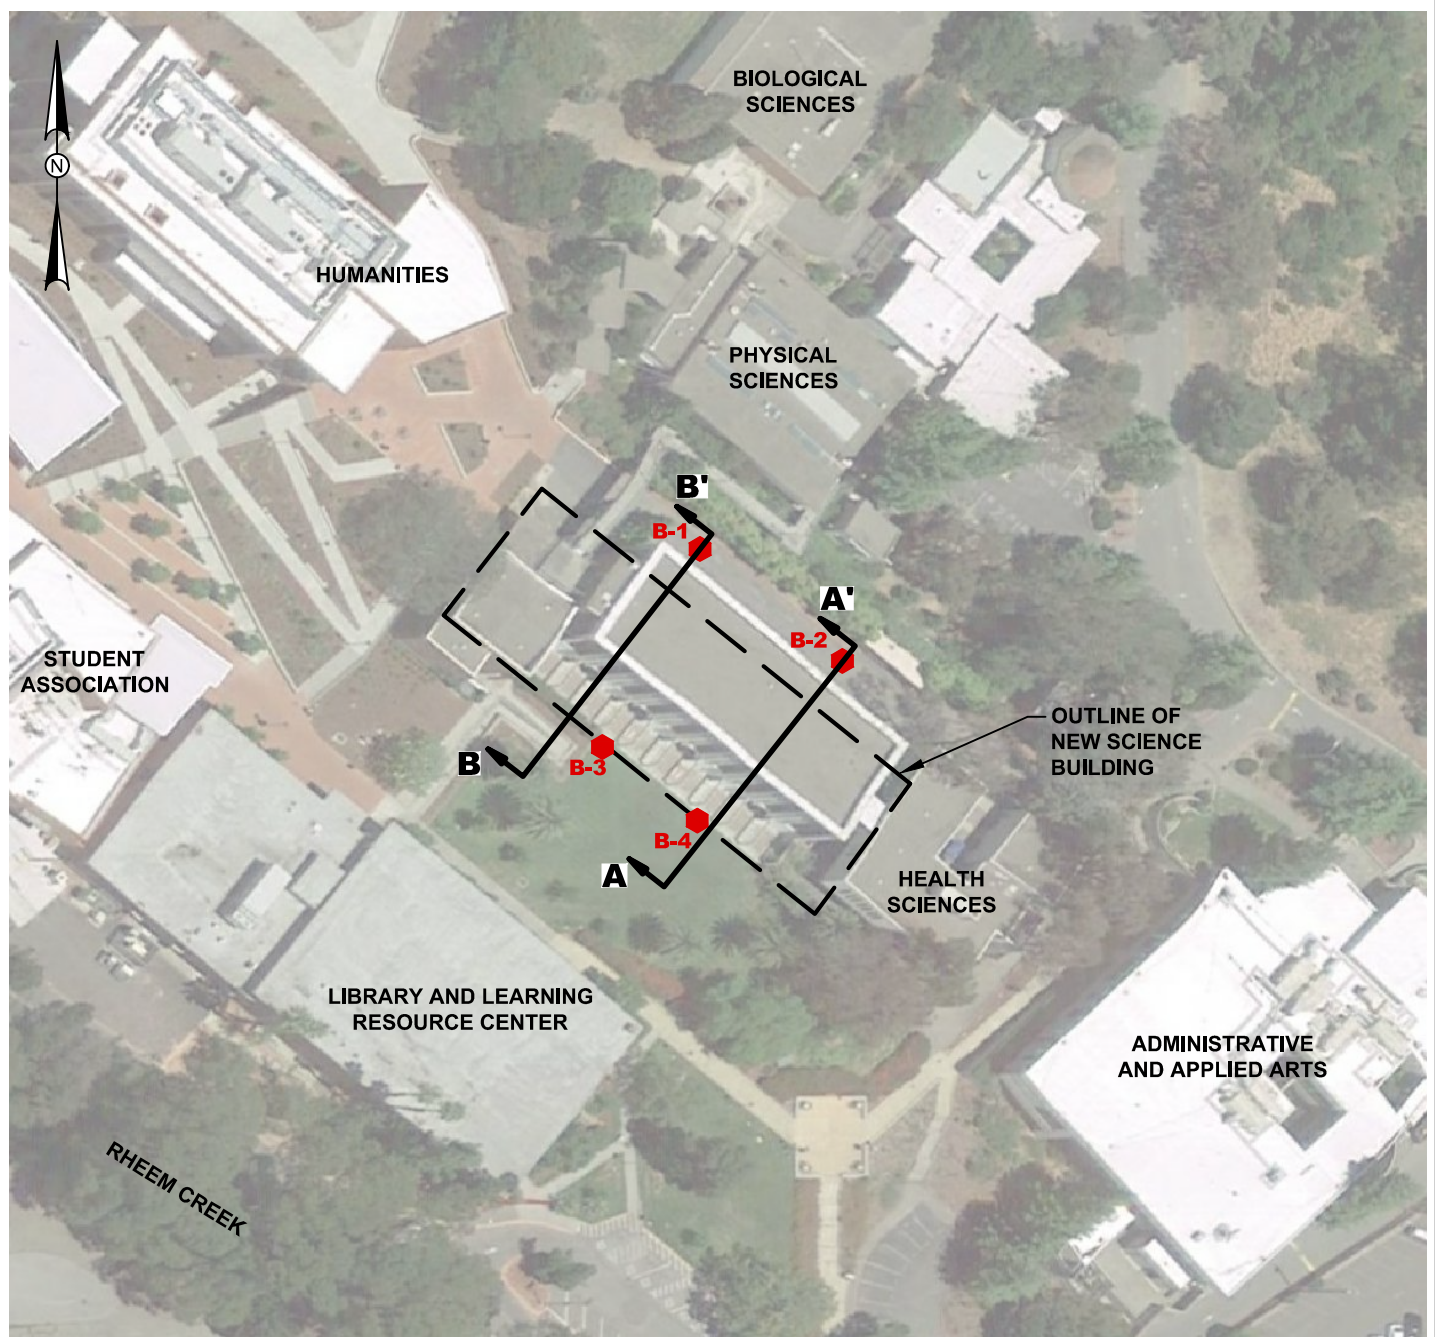 BIOLOGICAL
SCIENCES
N
HUMANITIES
PHYSICAL
SCIENCES
B'
B-1
A'
B-2
STUDENT
ASSOCIATION
OUTLINE OF
NEW SCIENCE
BUILDING
B
B-3
B-4
A
HEALTH
SCIENCES
LIBRARY AND LEARNING
RESOURCE CENTER
ADMINISTRATIVE
AND APPLIED ARTS
RHEEM CREEK